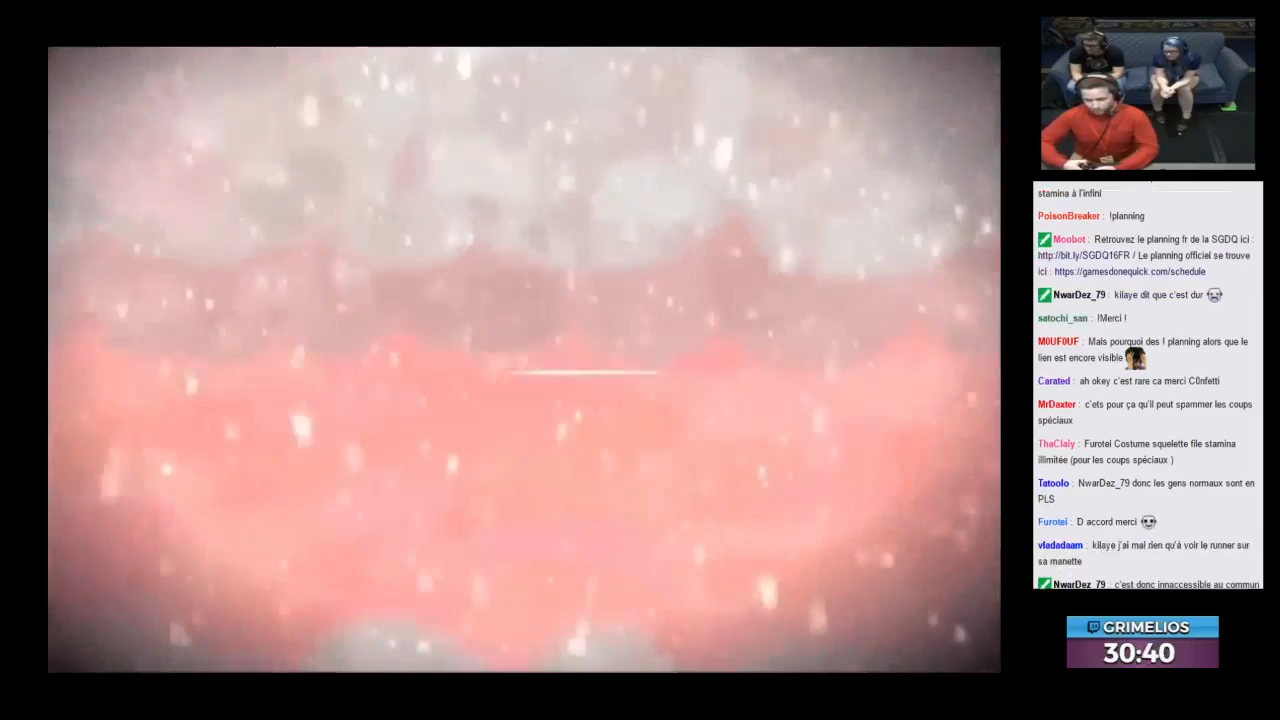 stamina à l'infini
PoisonBreaker : !planning
Moobot : Retrouvez le planning fr de la SGDQ ici :
http://bit.ly/SGDQ16FR / Le planning officiel se trouve
ici : https://gamesdonequick.com/schedule
NwarDez_79 : kilaye dit que c'est dur
satochi_san : !Merci !
M0UF0UF : Mais pourquoi des ! planning alors que le
lien est encore visible
Carated : ah okey c'est rare ca merci C0nfetti
MrDaxter : c'ets pour ça qu'il peut spammer les coups
spéciaux
ThaClaiy : Furotei Costume squelette file stamina
illimitée (pour les coups spéciaux )
Tatoolo : NwarDez_79 donc les gens normaux sont en
PLS
Furotei : D accord merci
vladadaam : kilaye j'ai mal rien qu'à voir le runner sur
sa manette
NwarDez_79 : c'est donc innaccessible au commun
GRIMELIOS
30:40